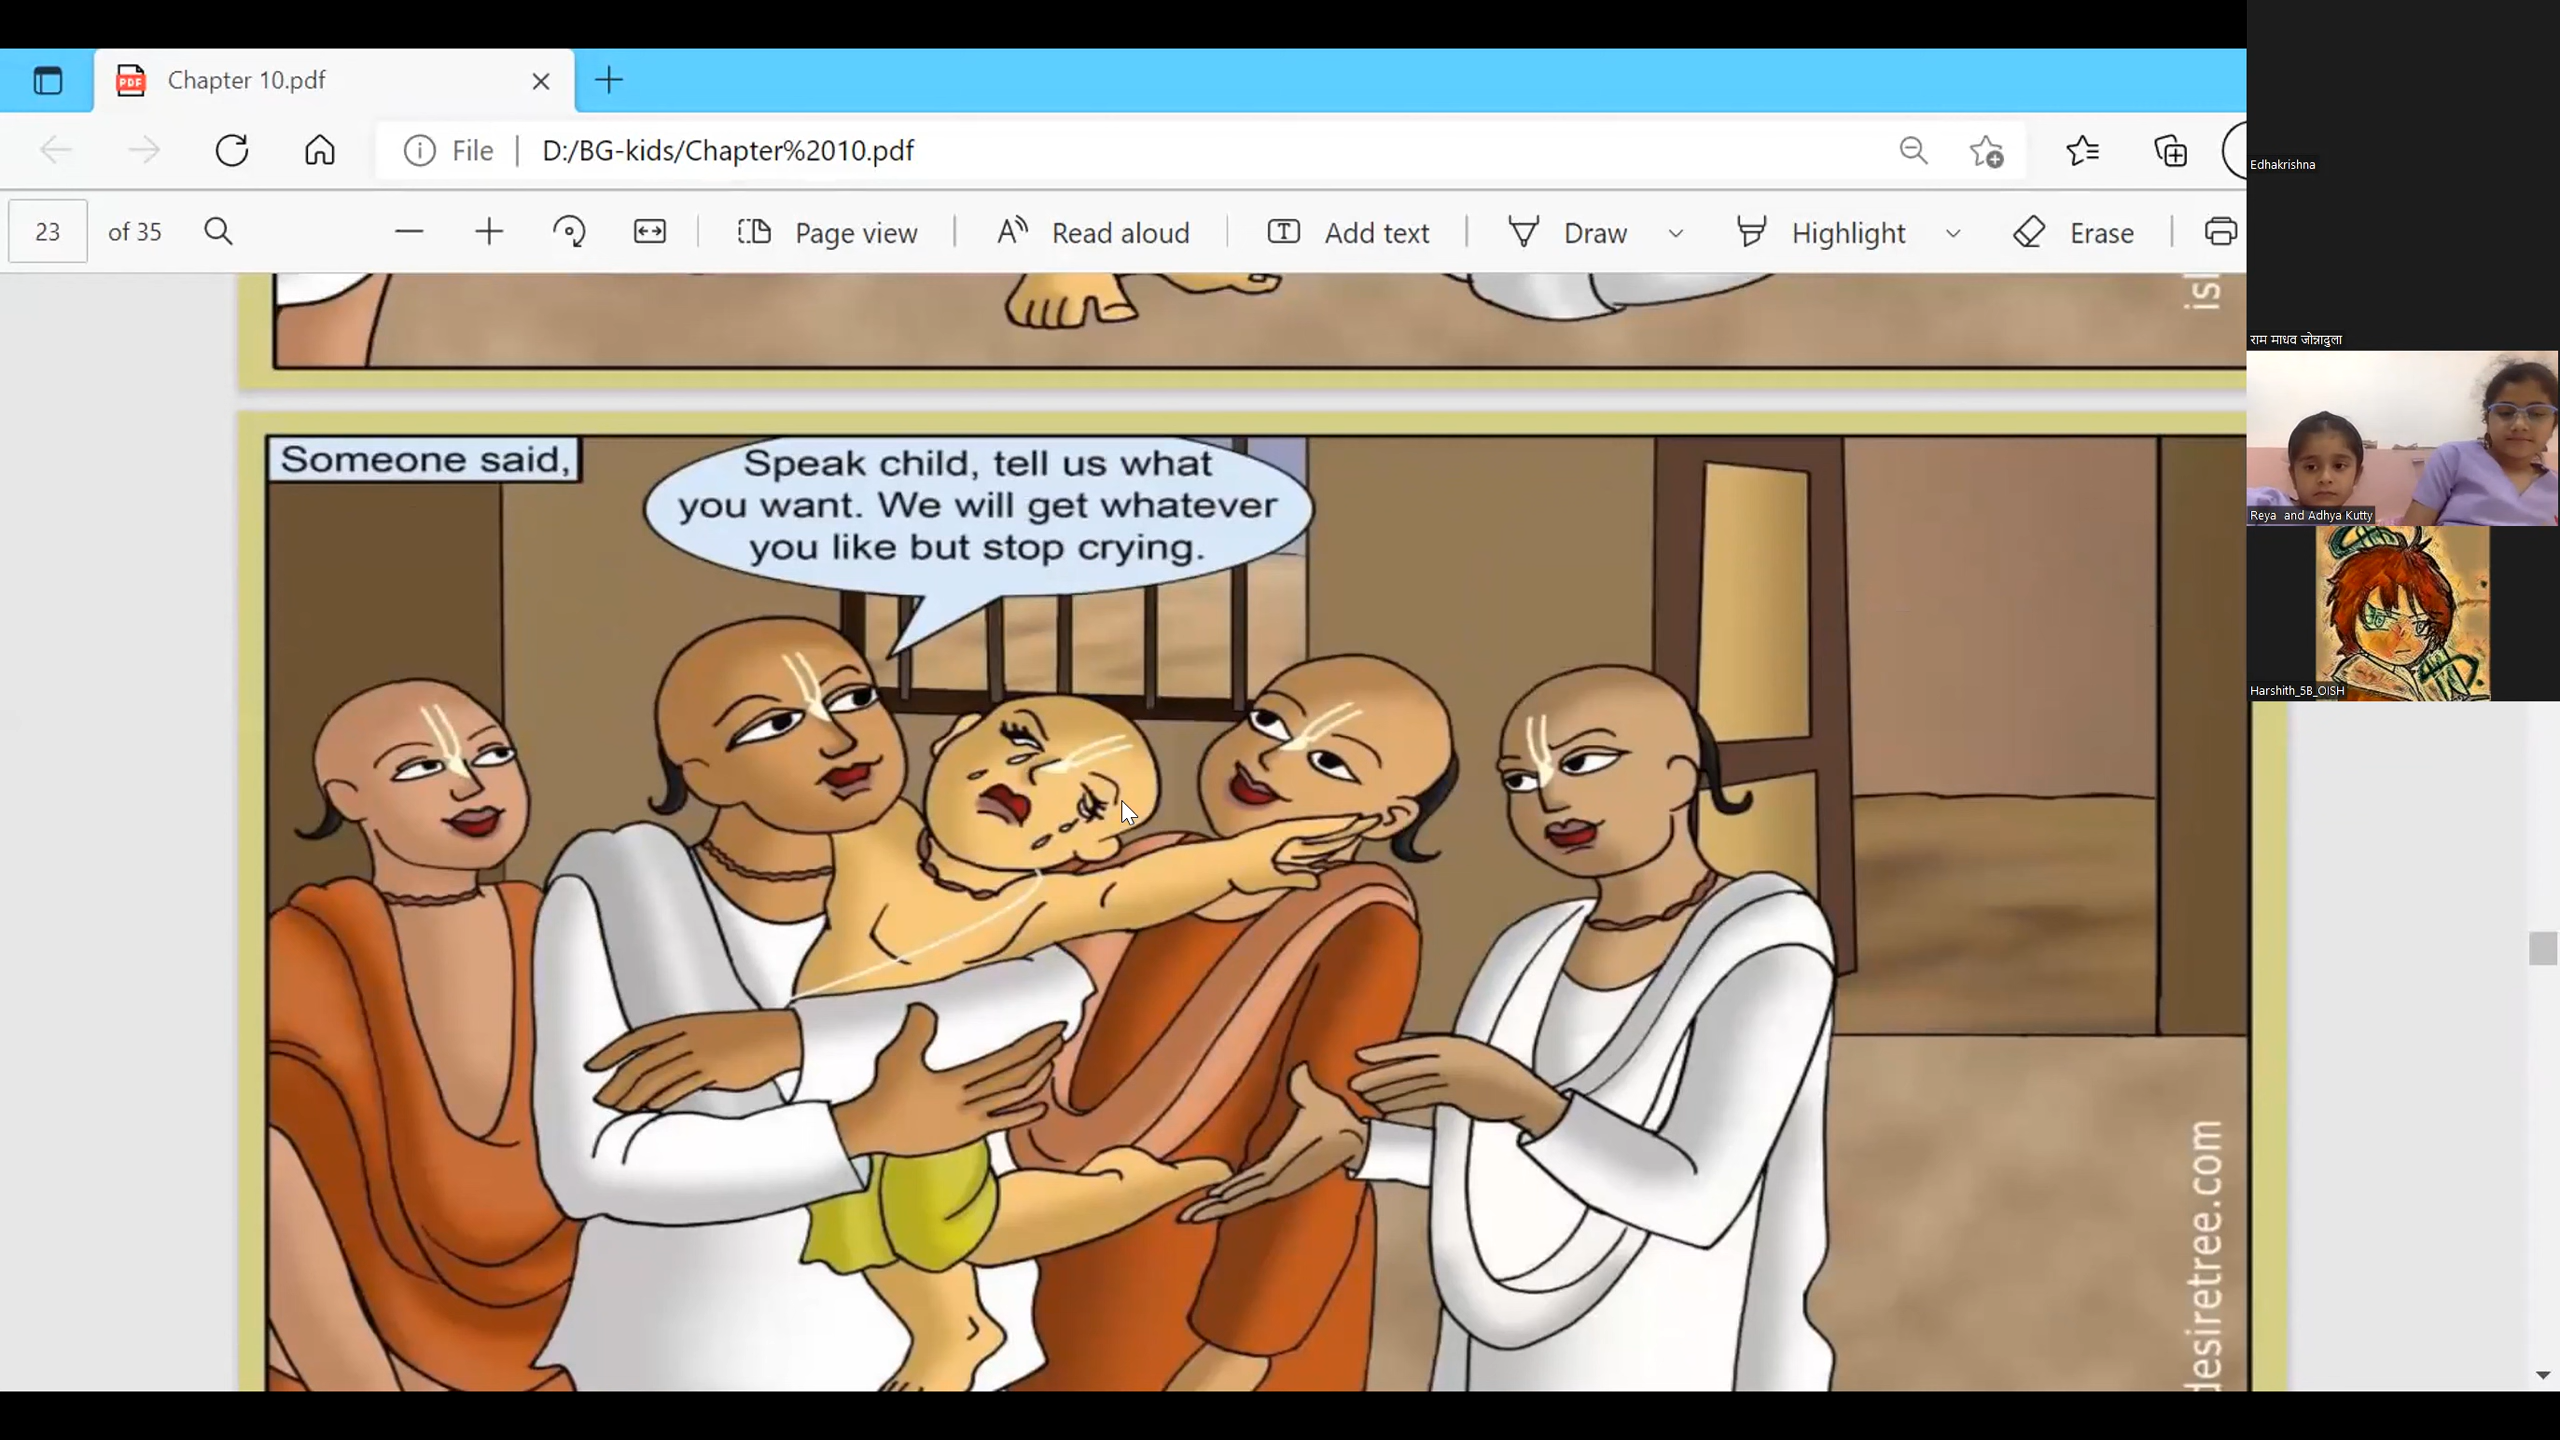 Chapter 10.pdf
File
D:/BG-kids/Chapter%2010.pdf
23 of 35
Page view
Read aloud
Add text
Draw
Highlight
Erase
Someone said,
Speak child, tell us what
you want. We will get whatever
you like but stop crying.
desiretree.com
Edhakrishna
राम माधव जोन्नादुला
Reya and Adhya Kutty
Harshith_5B_OISH